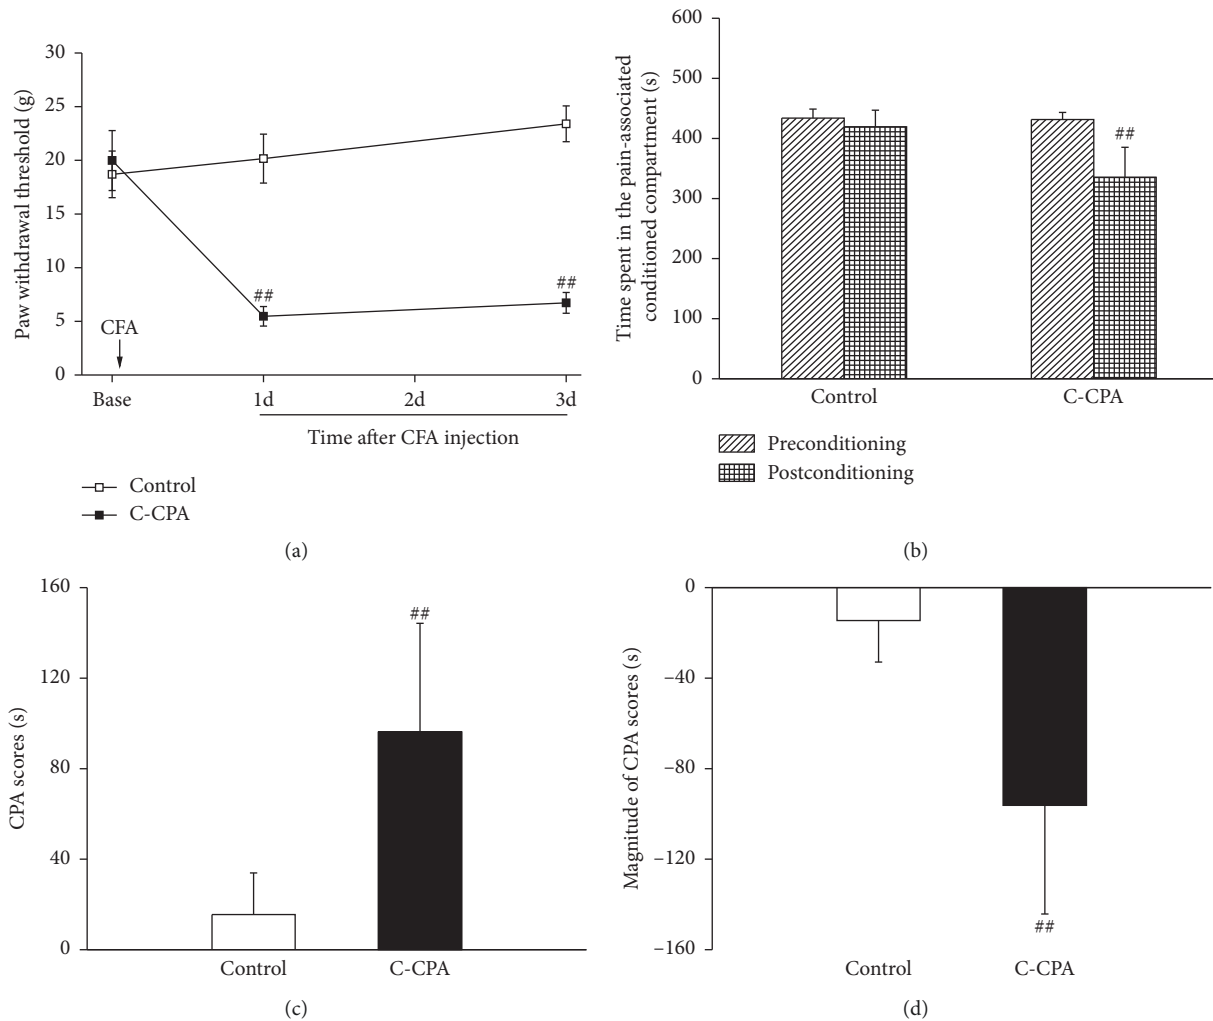 30
25
20
15
10
5
0
Paw withdrawal threshold (g)
CFA
##
##
Base
1d
2d
3d
Time after CFA injection
Control
C-CPA
(a)
600
500
400
300
200
100
0
Time spent in the pain-associated
conditioned compartment (s)
##
Control
C-CPA
Preconditioning
Postconditioning
(b)
160
120
80
40
0
CPA scores (s)
##
Control
C-CPA
(c)
0
−40
−80
−120
−160
Magnitude of CPA scores (s)
##
Control
C-CPA
(d)